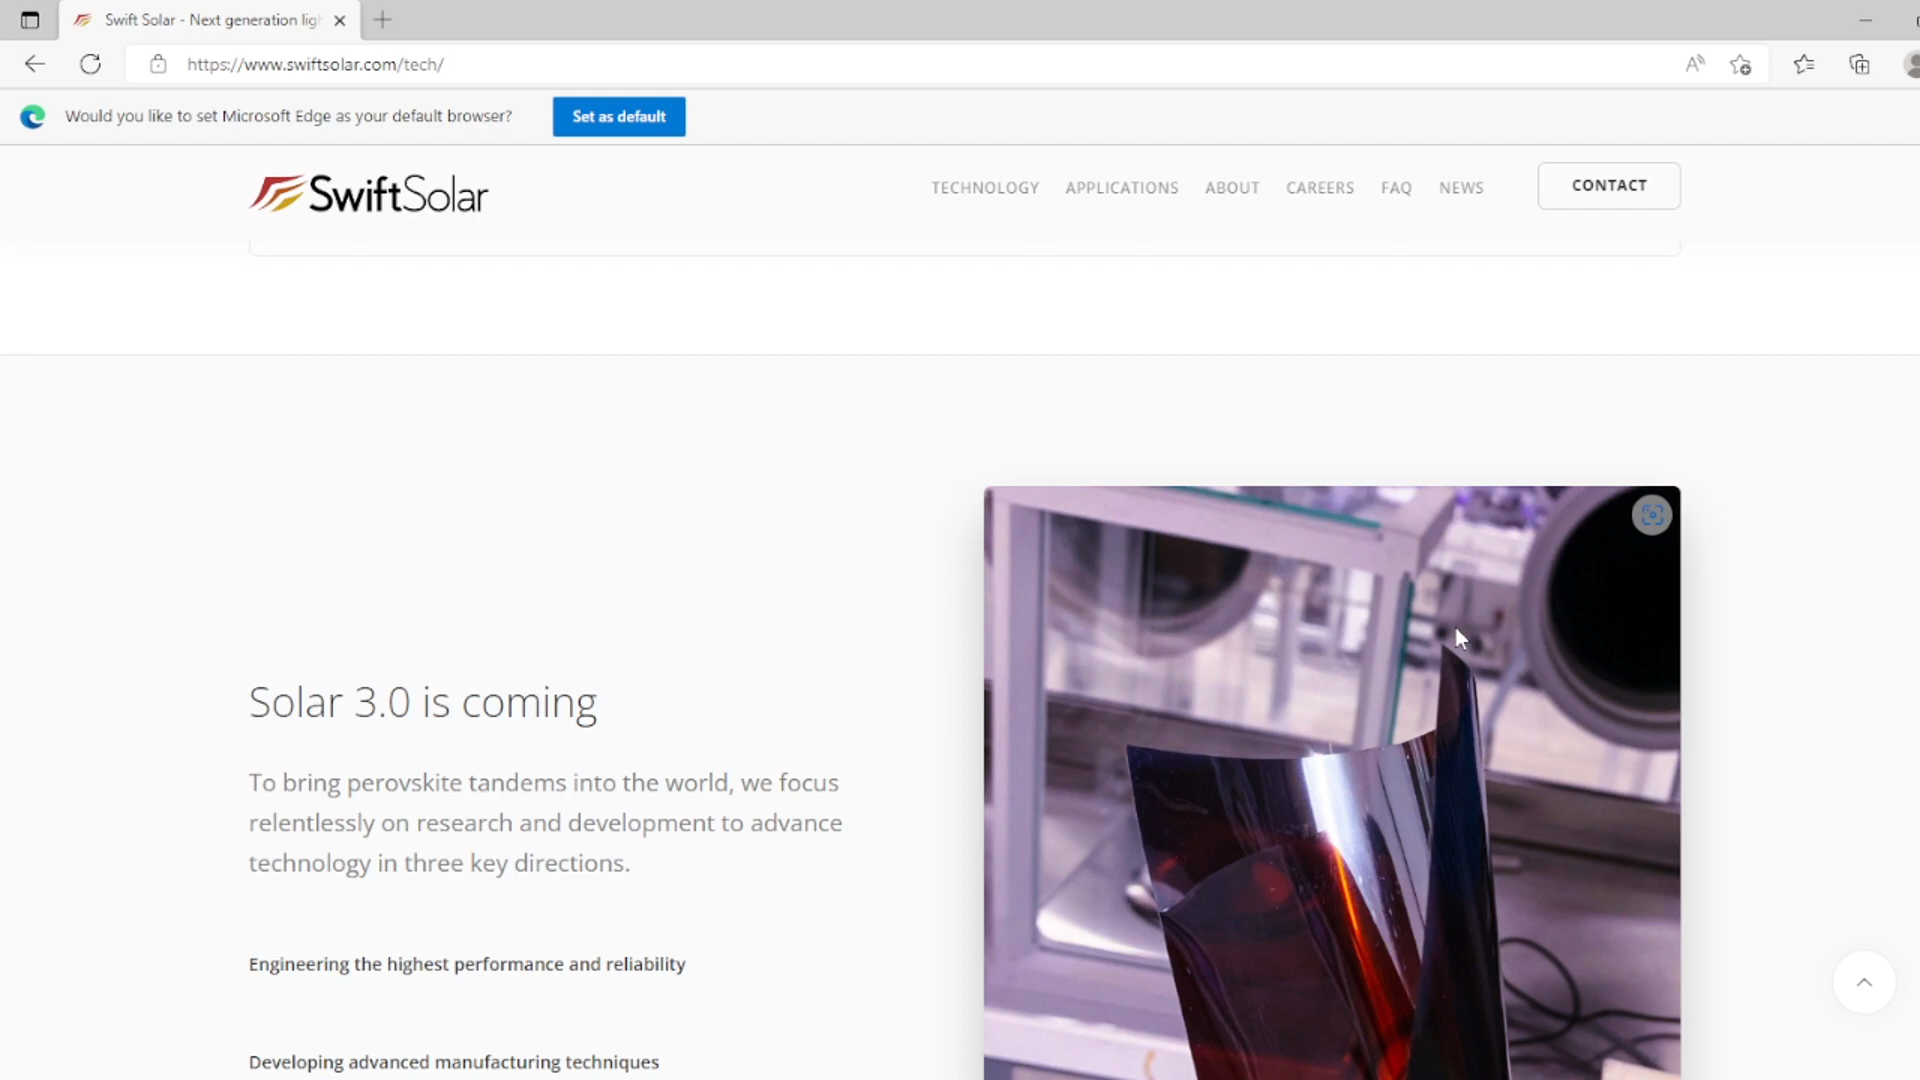 Swift Solar - Next generation lig
https://www.swiftsolar.com/tech/
Would you like to set Microsoft Edge as your default browser?
Set as default
SwiftSolar
TECHNOLOGY APPLICATIONS ABOUT CAREERS FAQ NEWS CONTACT
Solar 3.0 is coming
To bring perovskite tandems into the world, we focus
relentlessly on research and development to advance
technology in three key directions.
Engineering the highest performance and reliability
Developing advanced manufacturing techniques